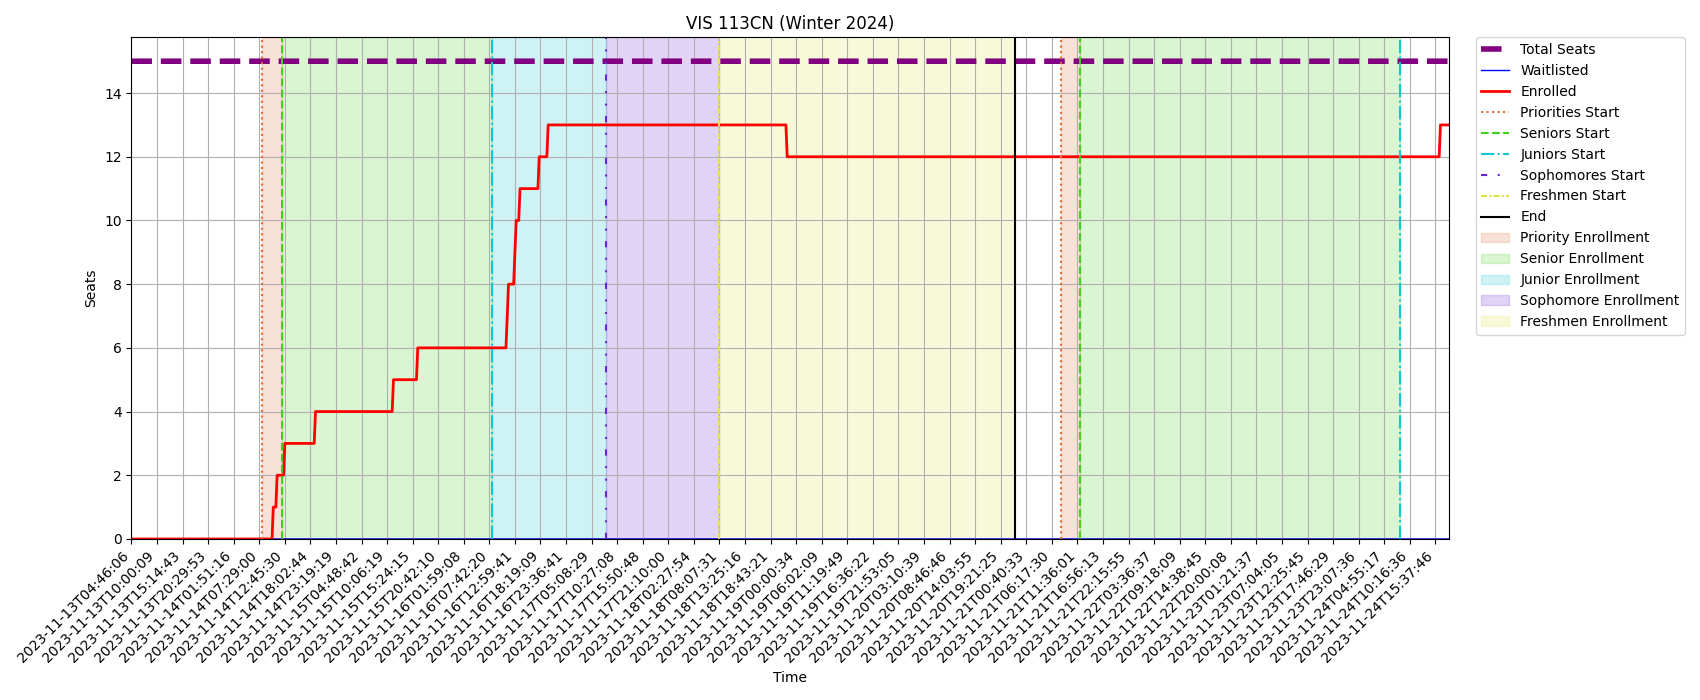 VIS 113CN (Winter 2024)
Seats
14
12
10
8
6
4
2
0
2023-11-13T04:46:06
2023-11-13T10:00:09
2023-11-13T15:14:43
2023-11-13T20:29:53
2023-11-14T01:51:16
2023-11-14T07:29:00
2023-11-14T12:45:30
2023-11-14T18:02:44
2023-11-14T23:19:19
2023-11-15T04:48:42
2023-11-15T10:06:19
2023-11-15T15:24:15
2023-11-15T20:42:10
2023-11-16T01:59:08
2023-11-16T07:42:20
2023-11-16T12:59:41
2023-11-16T18:19:09
2023-11-16T23:36:41
2023-11-17T05:08:29
2023-11-17T10:27:08
2023-11-17T15:50:48
2023-11-17T21:10:00
2023-11-18T02:27:54
2023-11-18T08:07:31
2023-11-18T13:25:16
2023-11-18T18:43:21
2023-11-19T00:00:34
2023-11-19T06:02:09
2023-11-19T11:19:49
2023-11-19T16:36:22
2023-11-19T21:53:05
2023-11-20T03:10:39
2023-11-20T08:46:46
2023-11-20T14:03:55
2023-11-20T19:21:25
2023-11-21T00:40:33
2023-11-21T06:17:30
2023-11-21T11:36:01
2023-11-21T16:56:13
2023-11-21T22:15:55
2023-11-22T03:36:37
2023-11-22T09:18:09
2023-11-22T14:38:45
2023-11-22T20:00:08
2023-11-23T01:21:37
2023-11-23T07:04:05
2023-11-23T12:25:45
2023-11-23T17:46:29
2023-11-23T23:07:36
2023-11-24T04:55:17
2023-11-24T10:16:36
2023-11-24T15:37:46
Time
Total Seats
Waitlisted
Enrolled
Priorities Start
Seniors Start
Juniors Start
Sophomores Start
Freshmen Start
End
Priority Enrollment
Senior Enrollment
Junior Enrollment
Sophomore Enrollment
Freshmen Enrollment